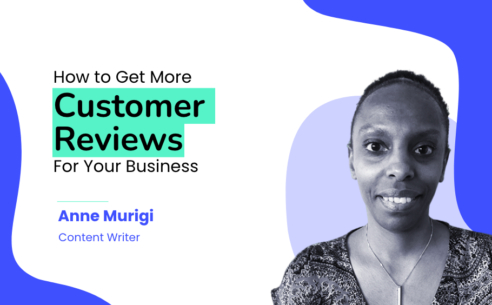 How to Get More
Customer
Reviews
For Your Business
Anne Murigi
Content Writer